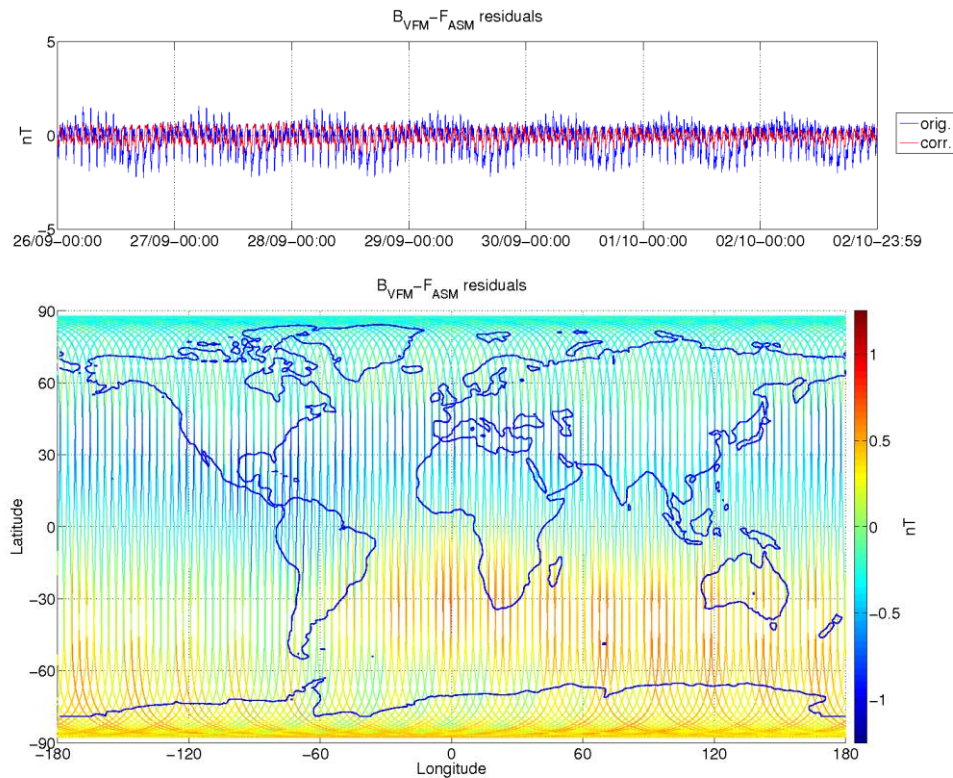 B_VFM−F_ASM residuals
5
0
−5
nT
26/09−00:00 27/09−00:00 28/09−00:00 29/09−00:00 30/09−00:00 01/10−00:00 02/10−00:00 02/10−23:59
orig.
corr.
B_VFM−F_ASM residuals
90
60
30
0
−30
−60
−90
Latitude
−180 −120 −60 0 60 120 180
Longitude
1
0.5
0
−0.5
−1
nT